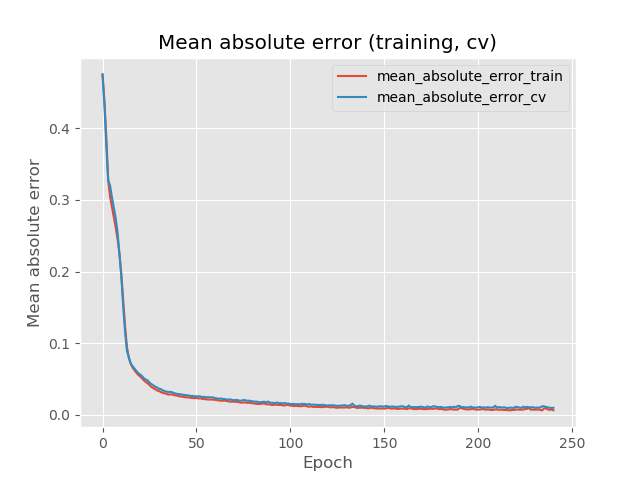 Mean absolute error (training, cv)
mean_absolute_error_train
mean_absolute_error_cv
Mean absolute error
0.4
0.3
0.2
0.1
0.0
0 50 100 150 200 250
Epoch